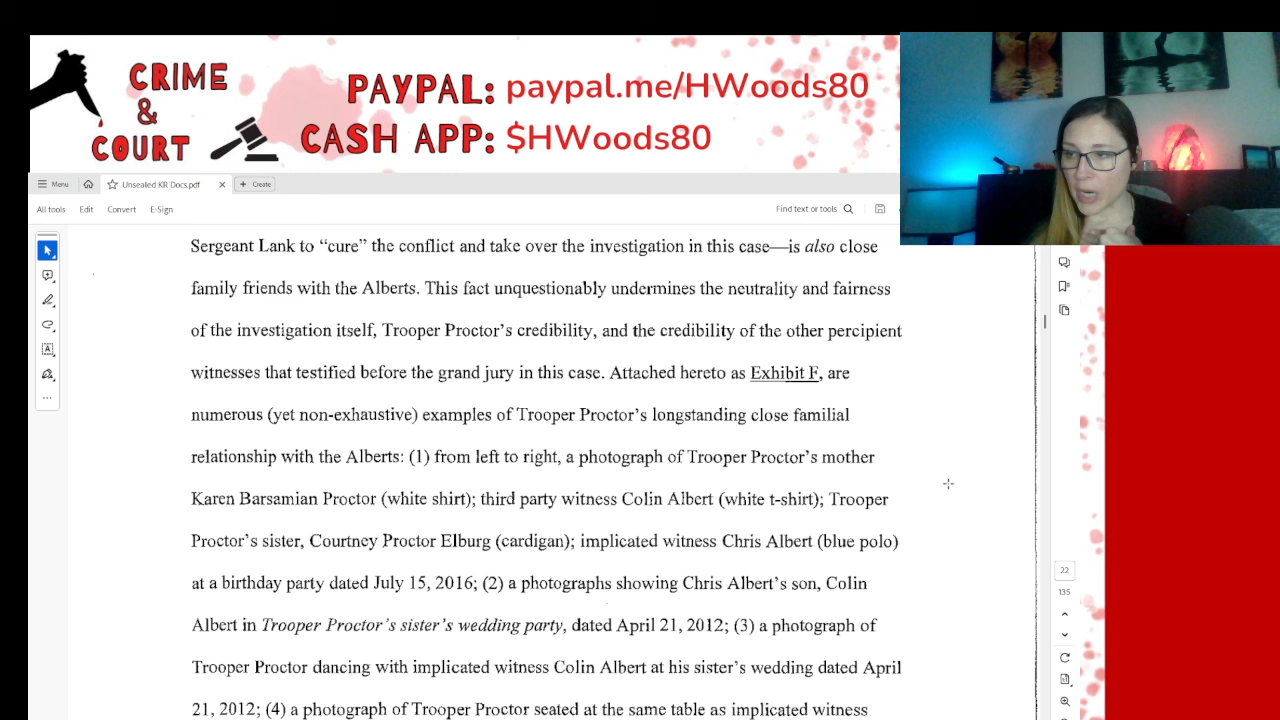 CRIME
&
COURT
PAYPAL: paypal.me/HWoods80
CASH APP: $HWoods80
Menu
Unsealed KR Docs.pdf
Create
All tools
Edit
Convert
E-Sign
Find text or tools
Sergeant Lank to “cure” the conflict and take over the investigation in this case—is also close
family friends with the Alberts. This fact unquestionably undermines the neutrality and fairness
of the investigation itself, Trooper Proctor’s credibility, and the credibility of the other percipient
witnesses that testified before the grand jury in this case. Attached hereto as Exhibit F, are
numerous (yet non-exhaustive) examples of Trooper Proctor’s longstanding close familial
relationship with the Alberts: (1) from left to right, a photograph of Trooper Proctor’s mother
Karen Barsamian Proctor (white shirt); third party witness Colin Albert (white t-shirt); Trooper
Proctor’s sister, Courtney Proctor Elburg (cardigan); implicated witness Chris Albert (blue polo)
at a birthday party dated July 15, 2016; (2) a photographs showing Chris Albert’s son, Colin
Albert in Trooper Proctor’s sister’s wedding party, dated April 21, 2012; (3) a photograph of
Trooper Proctor dancing with implicated witness Colin Albert at his sister’s wedding dated April
21, 2012; (4) a photograph of Trooper Proctor seated at the same table as implicated witness
22
135